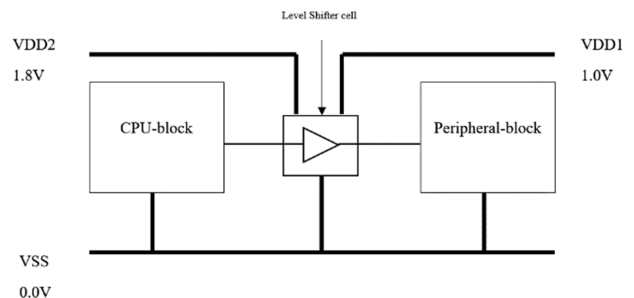 Level Shifter cell
VDD2
VDD1
1.8V
1.0V
CPU-block
Peripheral-block
VSS
0.0V